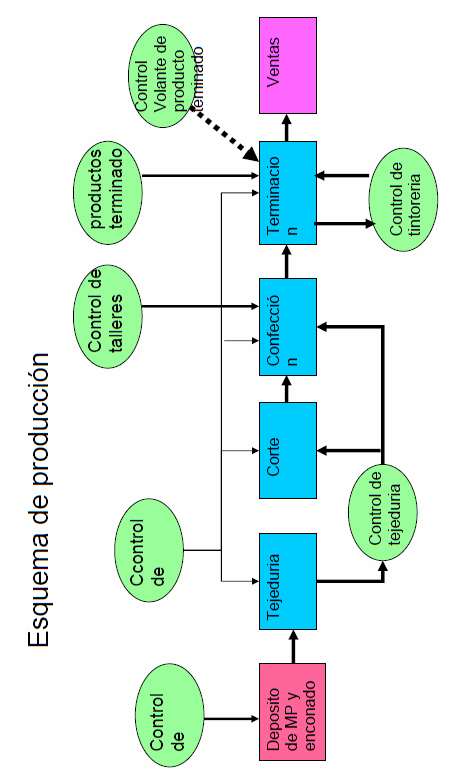 Esquema de producción
Control
de
Ccontrol
de
Control de
talleres
productos
terminado
Control
Volante de
producto
terminado
Deposito
de MP y
enconado
Tejeduria
Corte
Confecció
n
Terminacio
n
Ventas
Control de
tejeduria
Control de
tintoreria